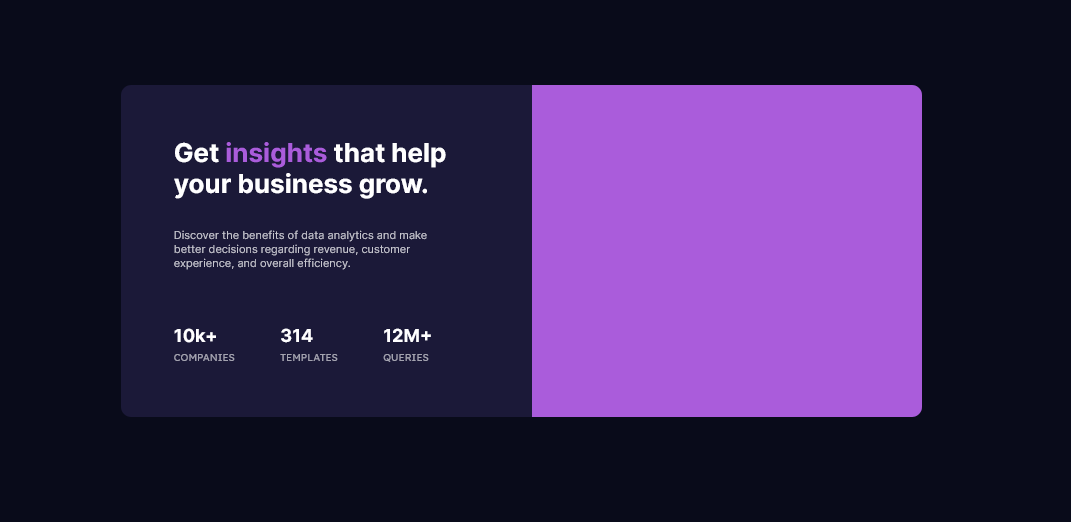 Get insights that help
your business grow.
Discover the benefits of data analytics and make
better decisions regarding revenue, customer
experience, and overall efficiency.
10k+ 314 12M+
COMPANIES TEMPLATES QUERIES